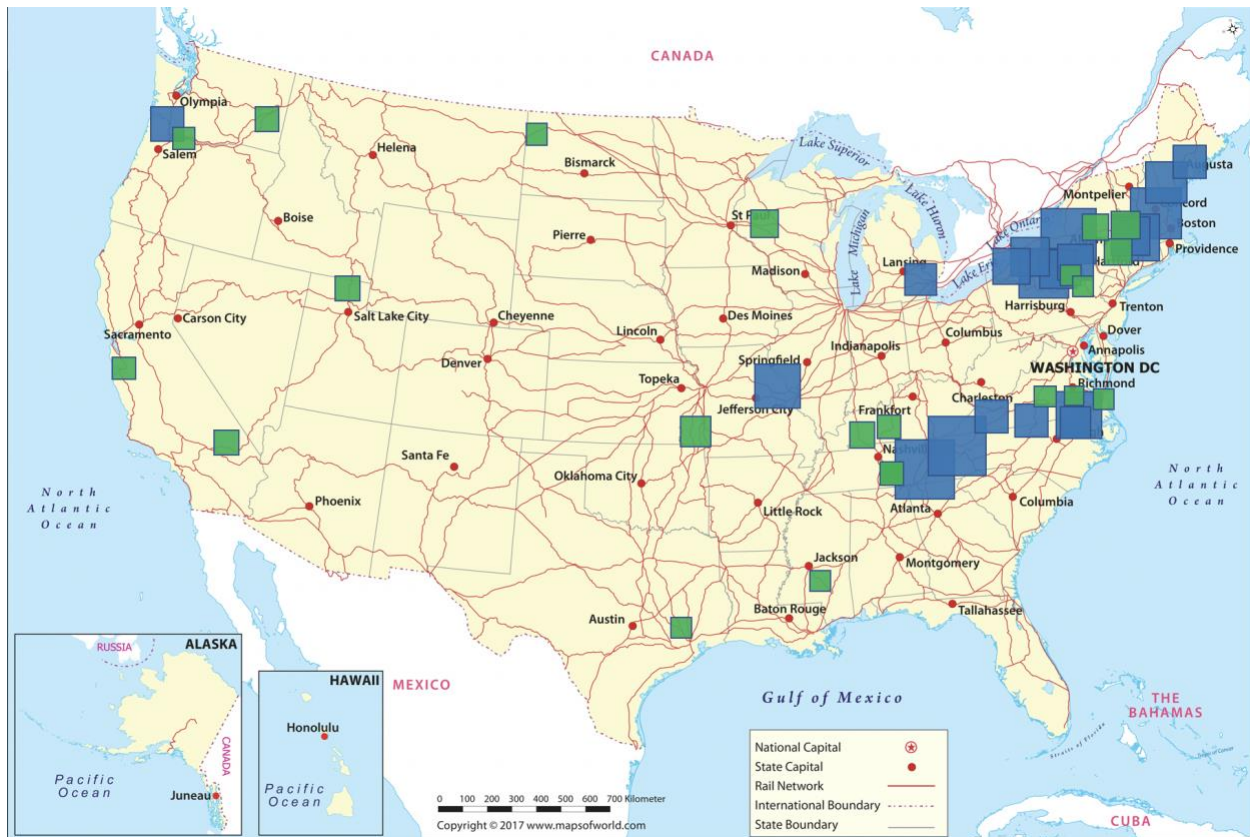 CANADA
Olympia
Salem
Helena
Bismarck
Lake Superior
Augusta
Montpelier
Boise
St Paul
Lake Huron
Lake Ontario
Boston
Pierre
Lake Michigan
Providence
Madison
Lansing
Lake Erie
Harrisburg
Trenton
Salt Lake City
Cheyenne
Des Moines
Carson City
Sacramento
Lincoln
Columbus
Dover
Indianapolis
Annapolis
Denver
Springfield
WASHINGTON DC
Topeka
Richmond
Jefferson City
Charleston
Frankfort
Santa Fe
Oklahoma City
North
Atlantic
Ocean
Phoenix
Little Rock
Atlanta
Columbia
North
Atlantic
Ocean
Jackson
Montgomery
Baton Rouge
Tallahassee
Austin
ALASKA
RUSSIA
CANADA
Pacific
Ocean
Juneau
HAWAII
Honolulu
Pacific
Ocean
MEXICO
Gulf of Mexico
THE
BAHAMAS
Straits of Florida
National Capital
State Capital
Rail Network
International Boundary
State Boundary
0 100 200 300 400 500 600 700 Kilometer
Copyright © 2017 www.mapsofworld.com
CUBA